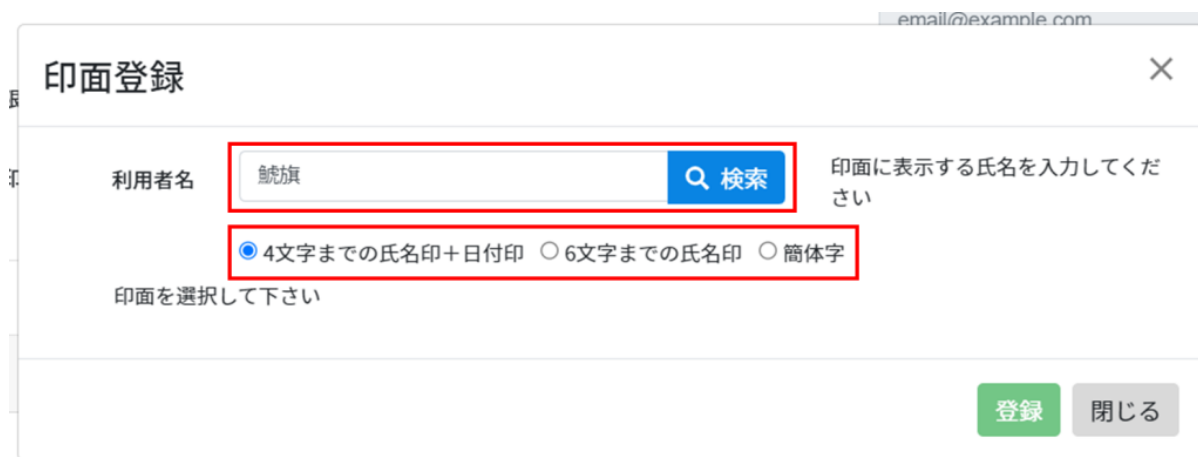 email@example.com
印面登録
利用者名
鯱旗
検索
印面に表示する氏名を入力してくだ
さい
4文字までの氏名印+日付印 6文字までの氏名印 簡体字
印面を選択して下さい
登録 閉じる